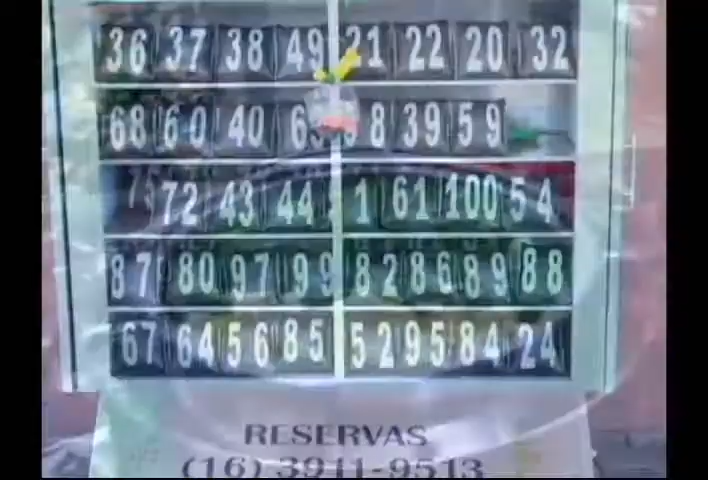 36 37 38 49 21 22 20 32
68 60 40 8 39 59
72 43 44 1 61 100 54
87 80 97 99 82 86 89 88
67 64 56 85 52 95 84 24
RESERVAS
(16) 3911-9513